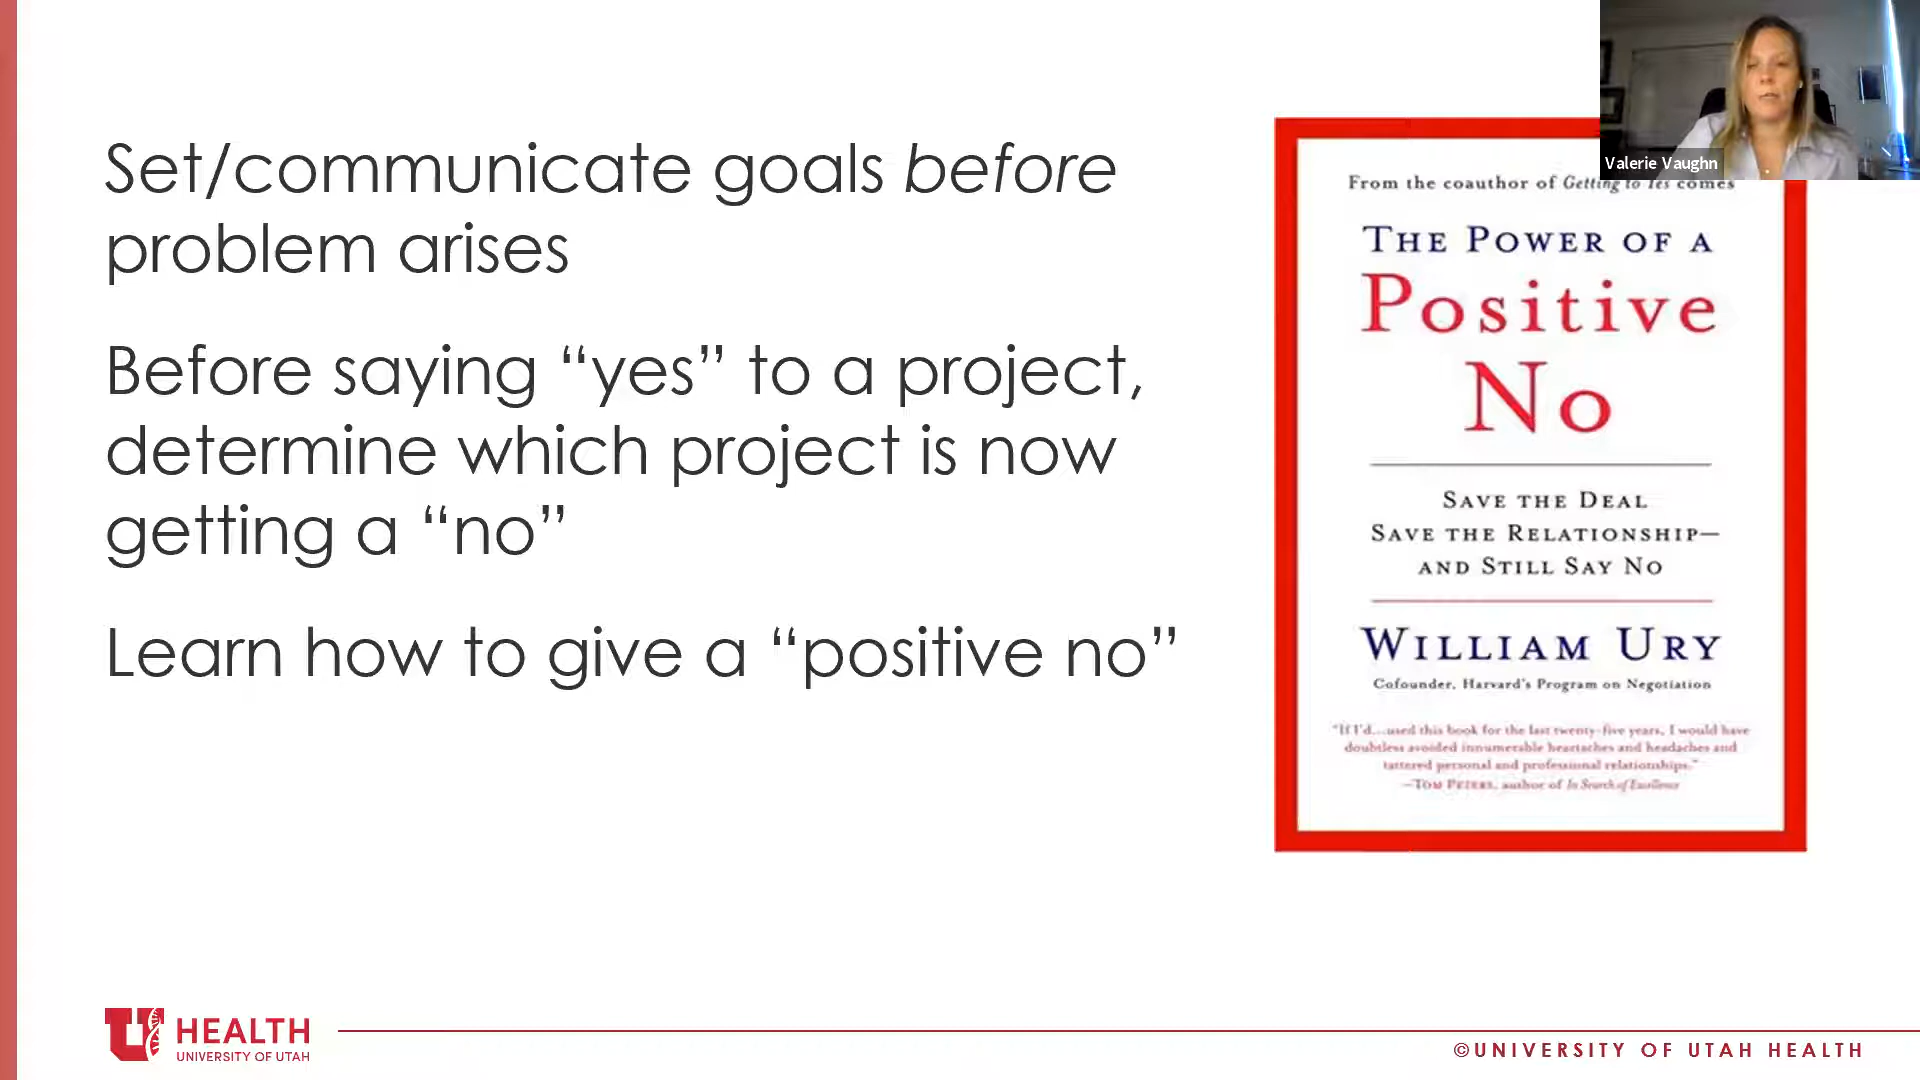 Set/communicate goals before
problem arises
Before saying “yes” to a project,
determine which project is now
getting a “no”
Learn how to give a “positive no”
Valerie Vaughn
From the coauthor of Getting to Yes comes
THE POWER OF A
Positive
No
SAVE THE DEAL
SAVE THE RELATIONSHIP—
AND STILL SAY NO
WILLIAM URY
Cofounder, Harvard's Program on Negotiation
"If I'd...used this book for the last twenty-five years, I would have
doubtless avoided innumerable heartaches and headaches and
tattered personal and professional relationships."
—TOM PETERS, author of In Search of Excellence
U HEALTH
UNIVERSITY OF UTAH
©UNIVERSITY OF UTAH HEALTH